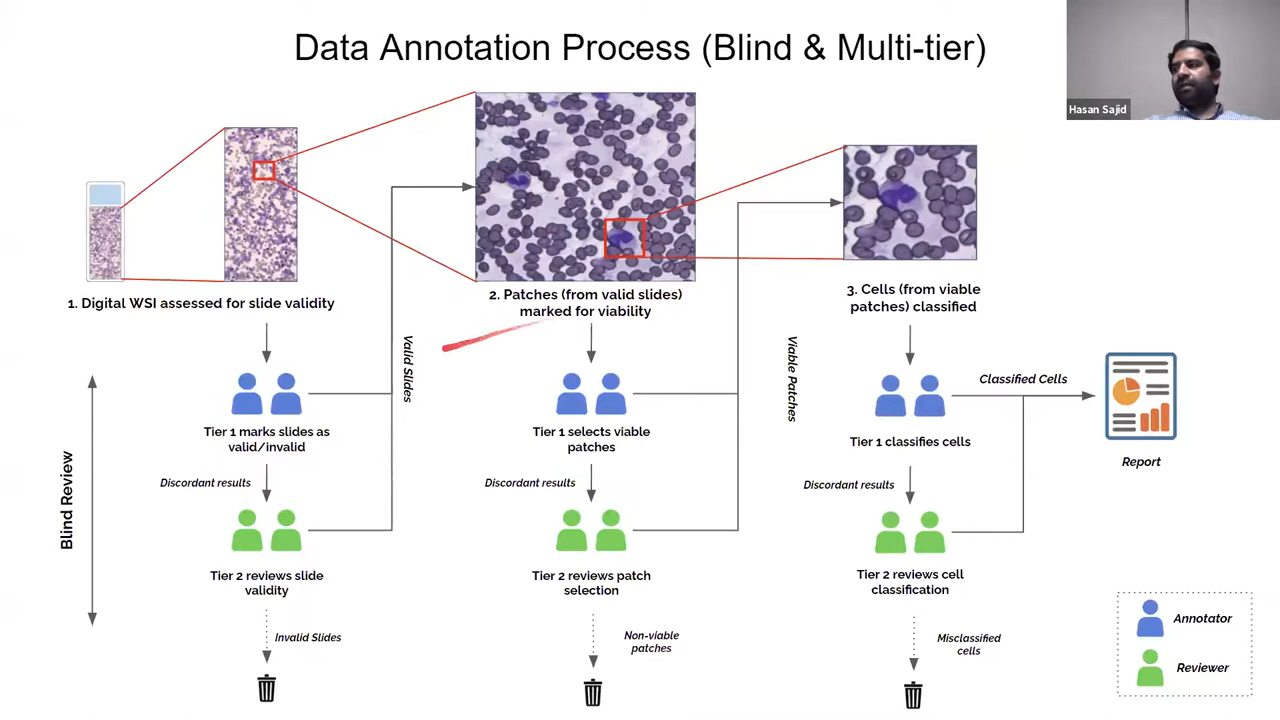 Data Annotation Process (Blind & Multi-tier)
Hasan Sajid
1. Digital WSI assessed for slide validity
2. Patches (from valid slides)
marked for viability
3. Cells (from viable
patches) classified
Valid Slides
Viable Patches
Blind Review
Tier 1 marks slides as
valid/invalid
Discordant results
Tier 2 reviews slide
validity
Invalid Slides
Tier 1 selects viable
patches
Discordant results
Tier 2 reviews patch
selection
Non-viable
patches
Tier 1 classifies cells
Discordant results
Tier 2 reviews cell
classification
Misclassified
cells
Classified Cells
Report
Annotator
Reviewer